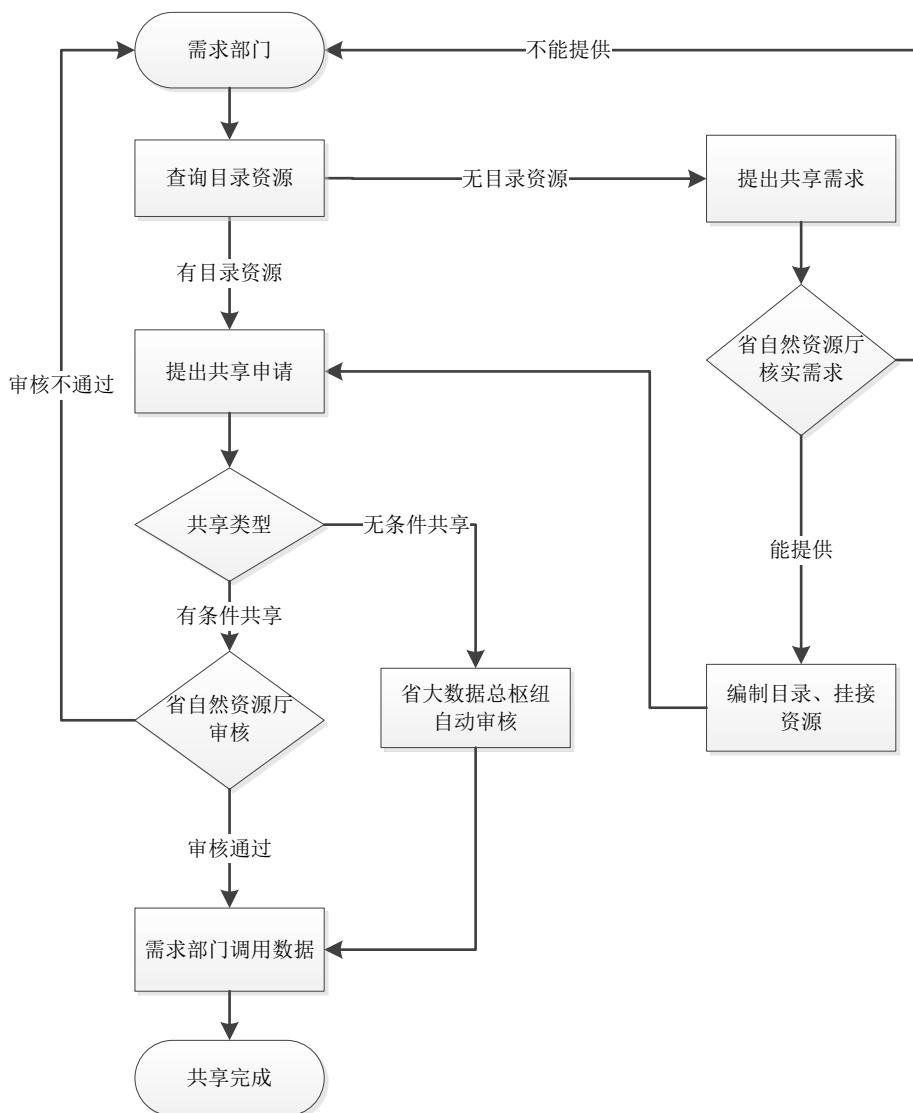 需求部门
不能提供
查询目录资源
无目录资源
提出共享需求
有目录资源
提出共享申请
省自然资源厅
核实需求
审核不通过
共享类型
无条件共享
能提供
有条件共享
省自然资源厅
审核
省大数据总枢纽
自动审核
编制目录、挂接
资源
审核通过
需求部门调用数据
共享完成